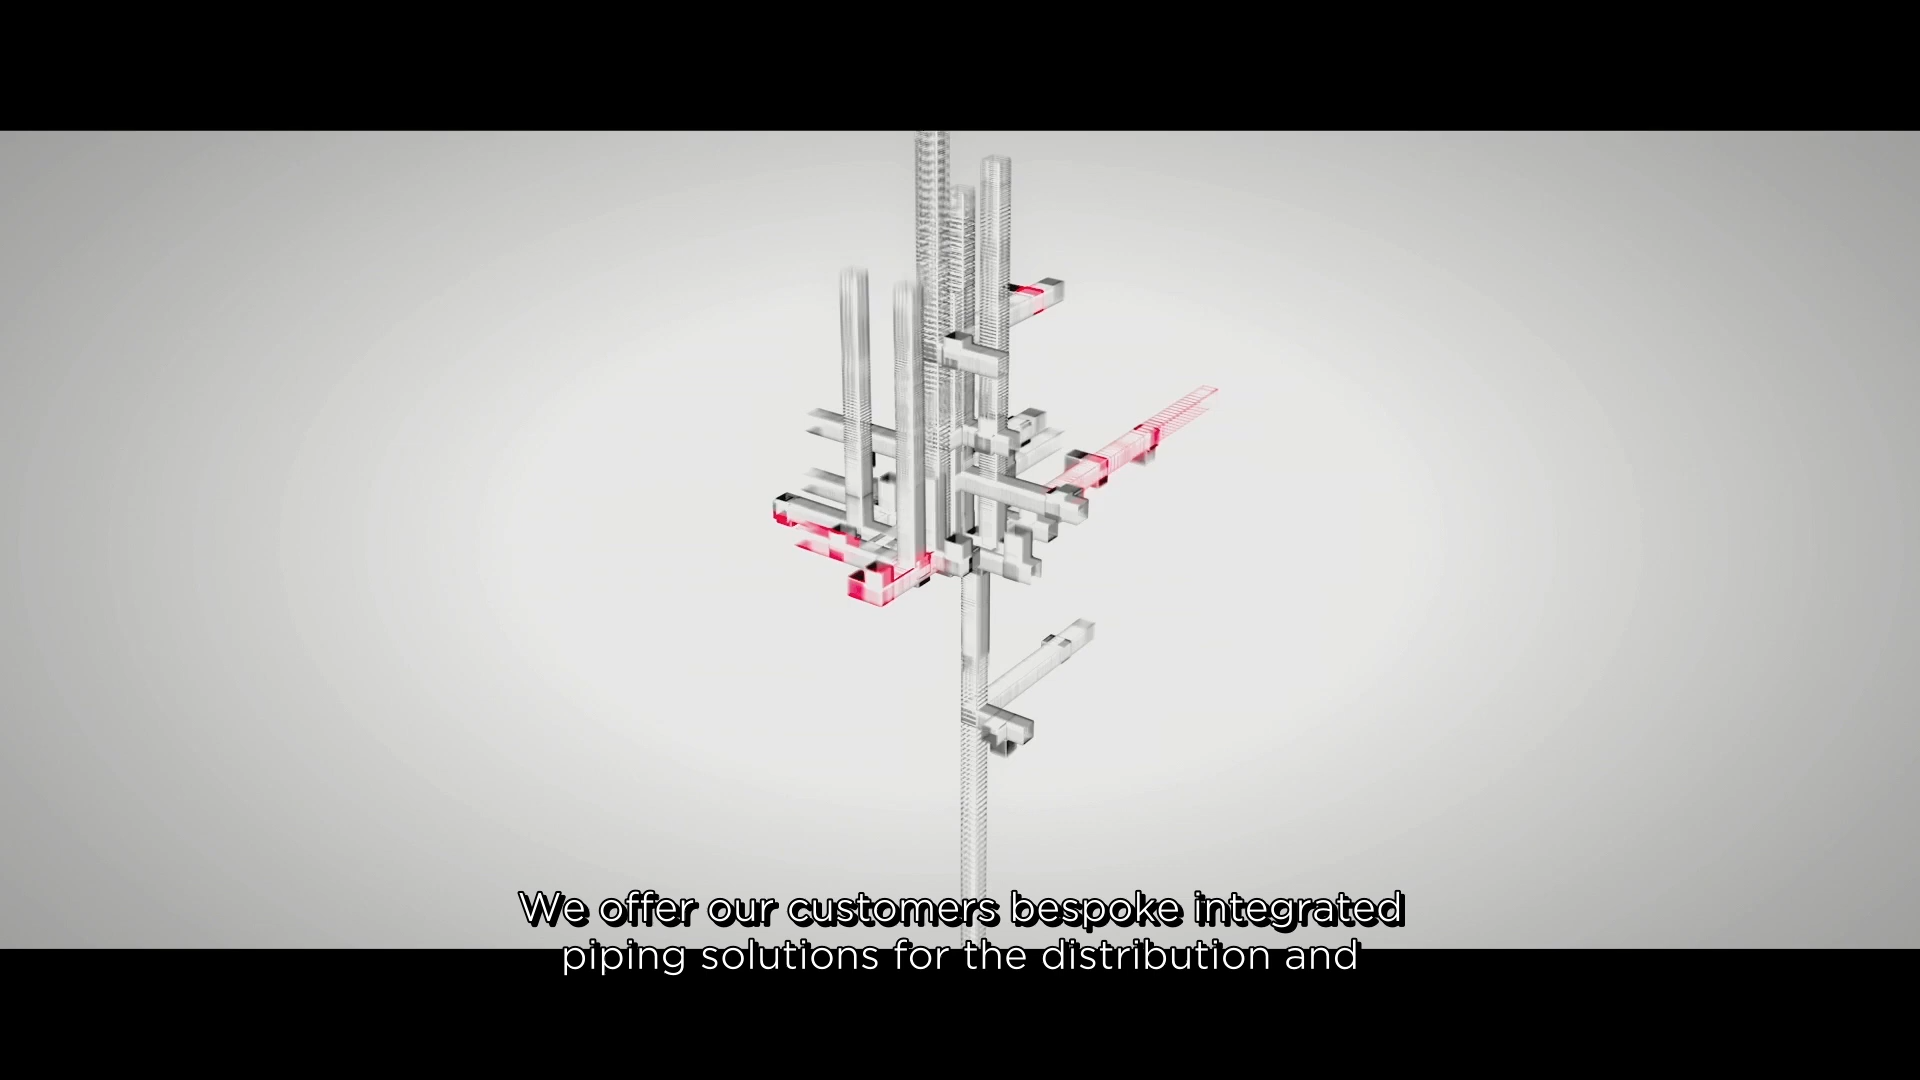 We offer our customers bespoke integrated
piping solutions for the distribution and